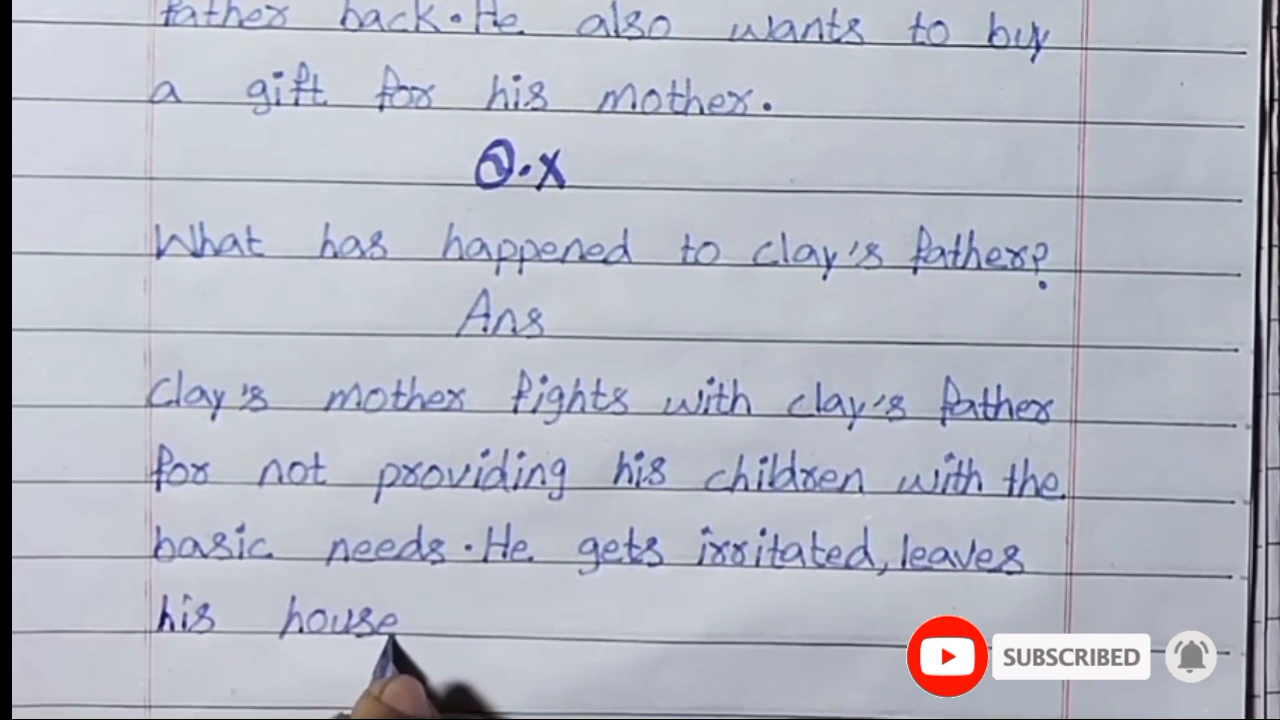 father back. He also wants to buy
a gift for his mother.
Q.X
What has happened to clay's father?
Ans
Clay's mother fights with clay's father
for not providing his children with the
basic needs. He gets irritated, leaves
his house
SUBSCRIBED